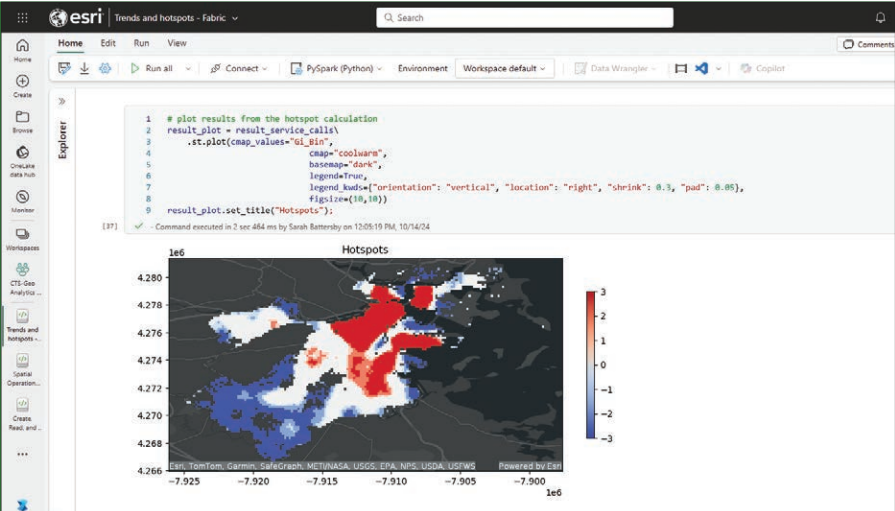 esri Trends and hotspots - Fabric
Search
Home Edit Run View
Comments
Run all Connect PySpark (Python) Environment Workspace default Data Wrangler Copilot
Home
Create
Browse
OneLake
data hub
Monitor
Workspaces
CTS-Geo
Analytics ...
Trends and
hotspots -...
Spatial
Operation...
Create
Read, and ..
Explorer
1 # plot results from the hotspot calculation
2 result_plot = result_service_calls\
3 .st.plot(cmap_values="Gi_Bin",
4 cmap="coolwarm",
5 basemap="dark",
6 legend=True,
7 legend_kwds={"orientation": "vertical", "location": "right", "shrink": 0.3, "pad": 0.05},
8 figsize=(10,10))
9 result_plot.set_title("Hotspots");
[37] - Command executed in 2 sec 464 ms by Sarah Battersby on 12:05:19 PM, 10/14/24
1e6
Hotspots
4.280
4.278
4.276
4.274
4.272
4.270
4.268
4.266
3
2
1
0
−1
−2
−3
Esri, TomTom, Garmin, SafeGraph, METI/NASA, USGS, EPA, NPS, USDA, USFWS Powered by Esri
−7.925 −7.920 −7.915 −7.910 −7.905 −7.900
1e6